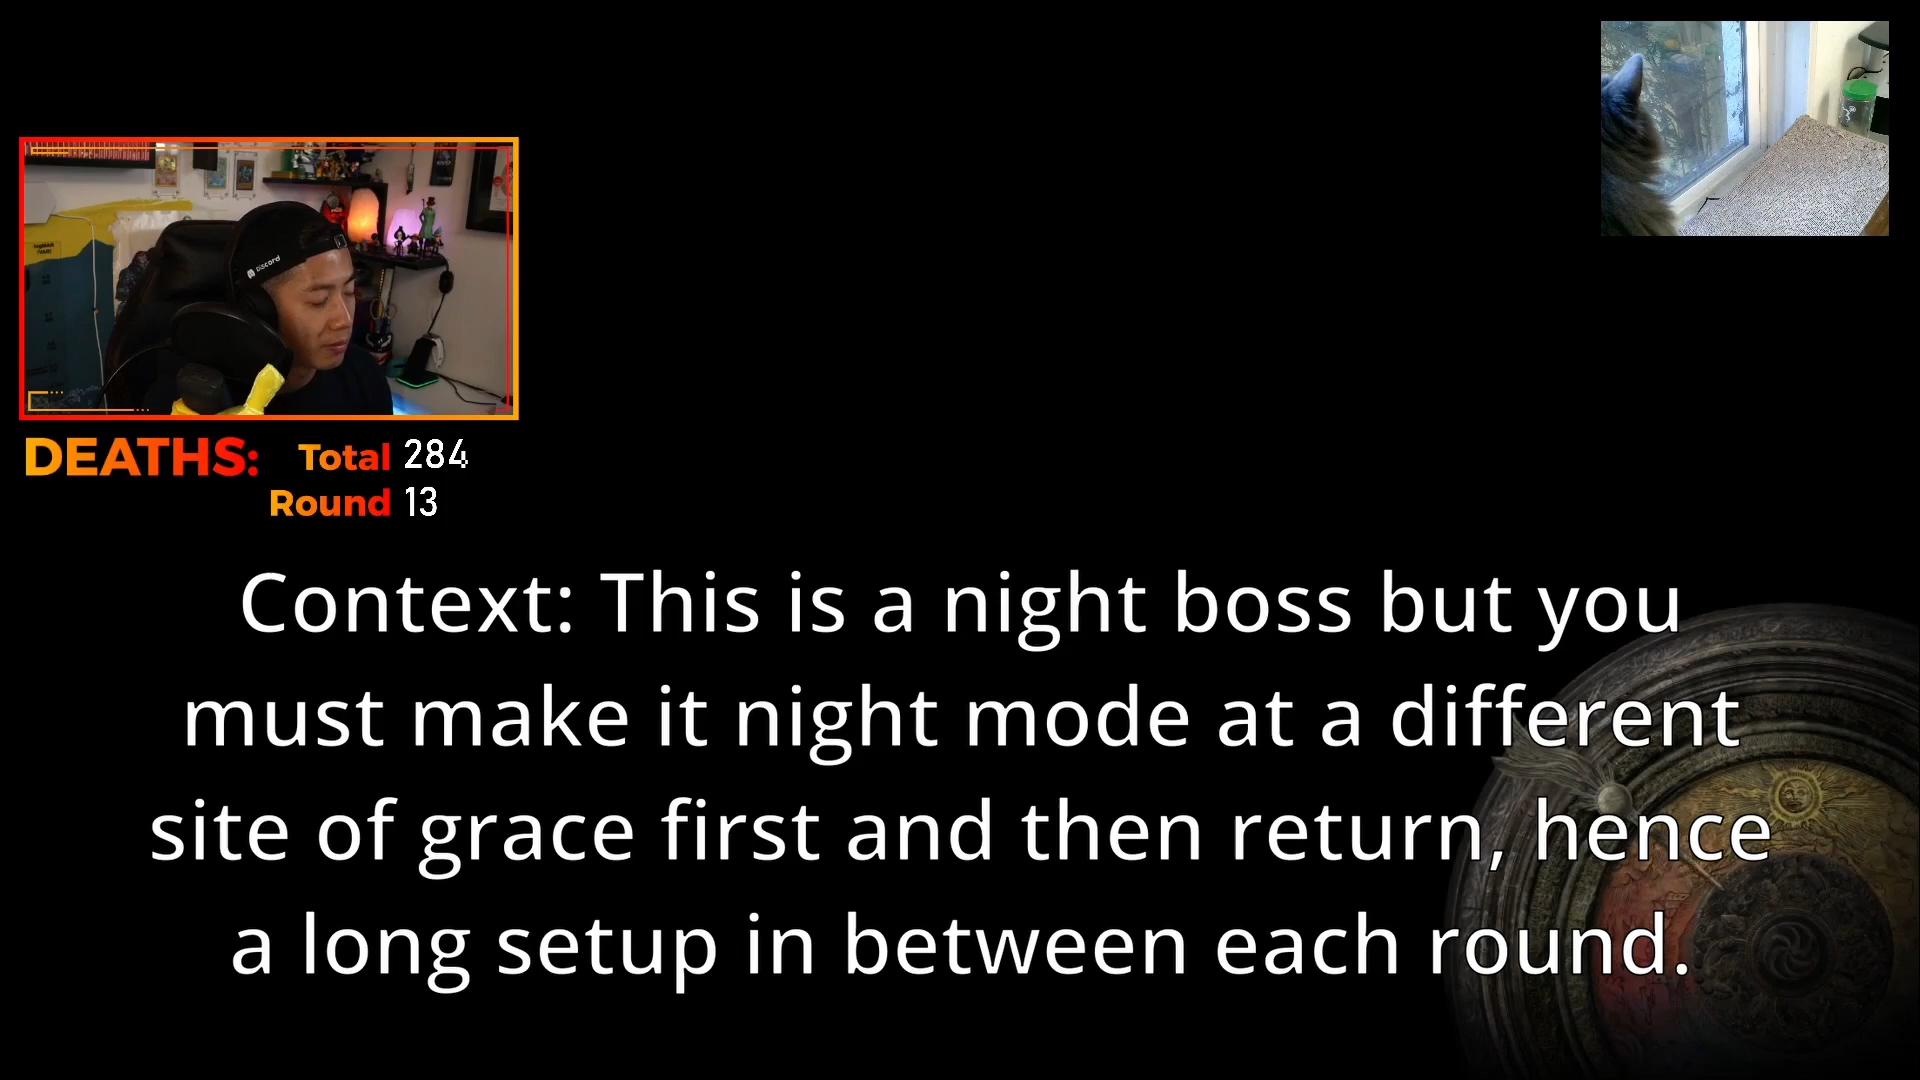 Discord
DEATHS: Total 284
Round 13
Context: This is a night boss but you
must make it night mode at a different
site of grace first and then return, hence
a long setup in between each round.